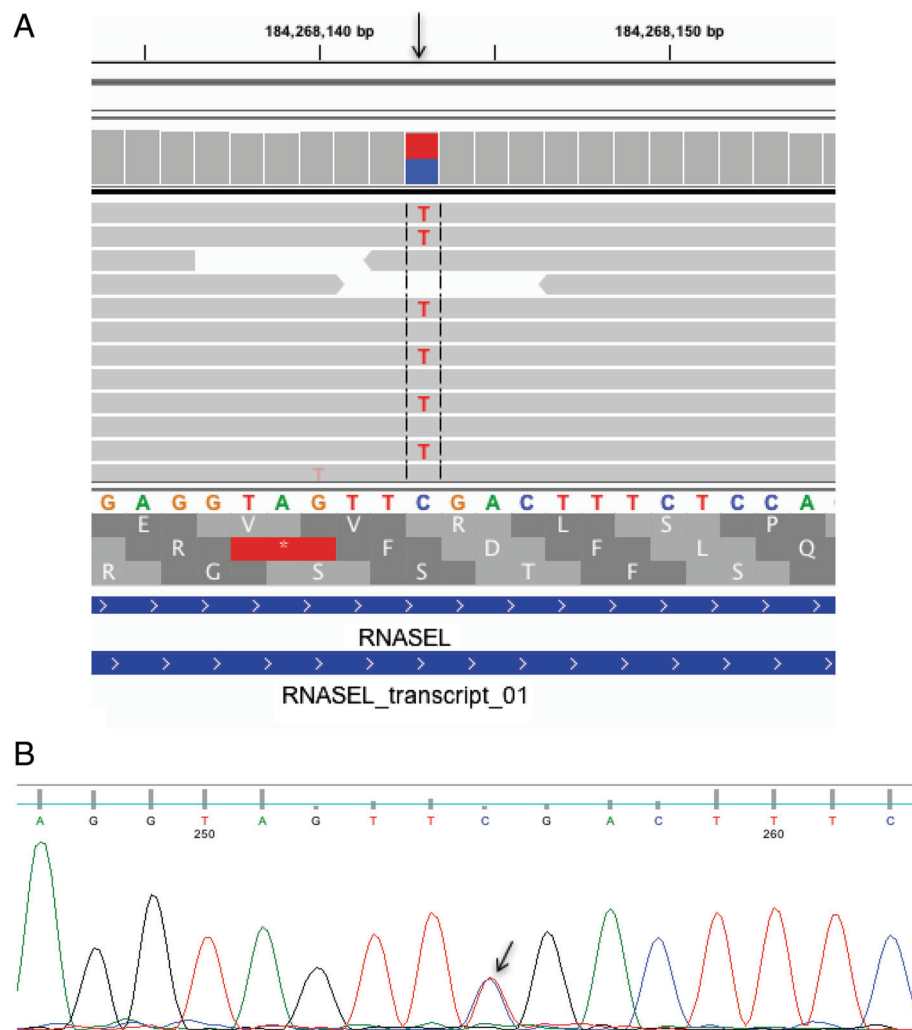 A
184,268,140 bp 184,268,150 bp
T
T
T
T
T
T
T
G A G G T A G T T C G A C T T T C T C C A
E V V R L S P
R * F D F L Q
R G S S T F S
RNASEL
RNASEL_transcript_01
B
A G G T A G T T C G A C T T T C
250 260